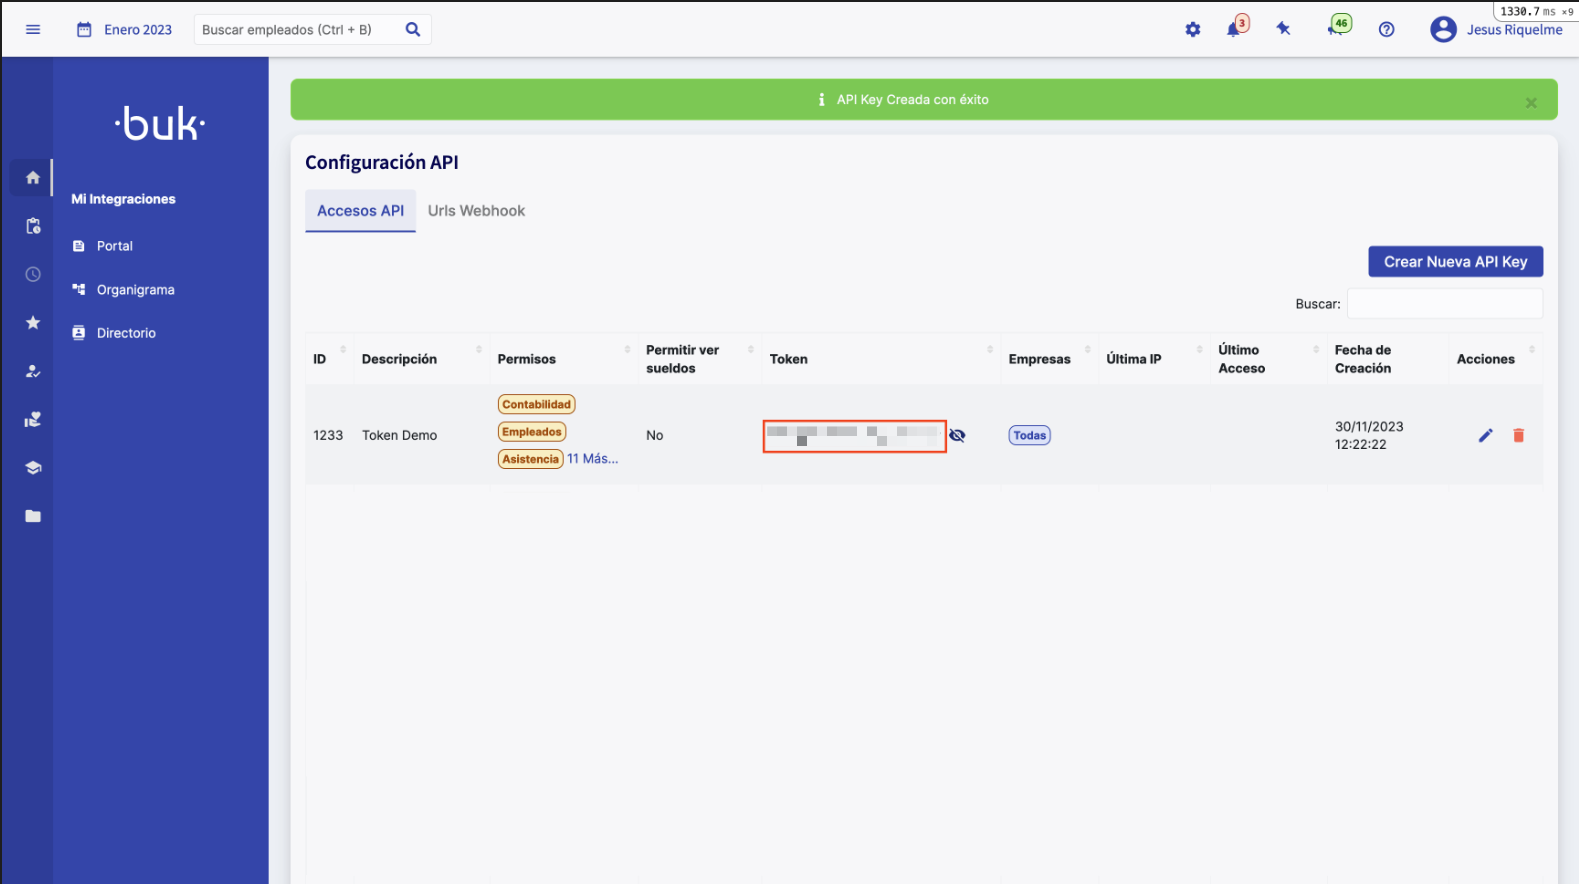 1330.7 ms ×9
Enero 2023
Buscar empleados (Ctrl + B)
3
46
Jesus Riquelme
buk
Mi Integraciones
Portal
Organigrama
Directorio
API Key Creada con éxito
Configuración API
Accesos API
Urls Webhook
Crear Nueva API Key
Buscar:
ID
Descripción
Permisos
Permitir ver sueldos
Token
Empresas
Última IP
Último Acceso
Fecha de Creación
Acciones
1233
Token Demo
Contabilidad
Empleados
Asistencia 11 Más...
No
Todas
30/11/2023
12:22:22